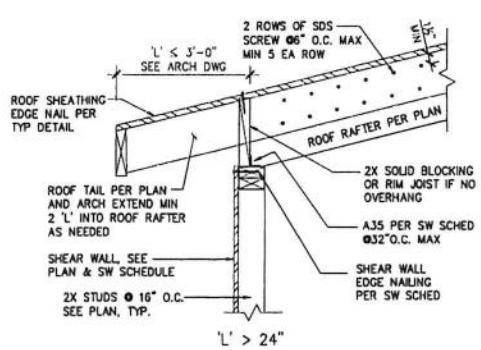 'L' ≤ 3'-0"
SEE ARCH DWG
2 ROWS OF SDS
SCREW @6" O.C. MAX
MIN 5 EA ROW
1½"
MIN
ROOF SHEATHING
EDGE NAIL PER
TYP DETAIL
ROOF RAFTER PER PLAN
ROOF TAIL PER PLAN
AND ARCH EXTEND MIN
2 'L' INTO ROOF RAFTER
AS NEEDED
2X SOLID BLOCKING
OR RIM JOIST IF NO
OVERHANG
A35 PER SW SCHED
@32"O.C. MAX
SHEAR WALL, SEE
PLAN & SW SCHEDULE
SHEAR WALL
EDGE NAILING
PER SW SCHED
2X STUDS @ 16" O.C.
SEE PLAN, TYP.
'L' > 24"